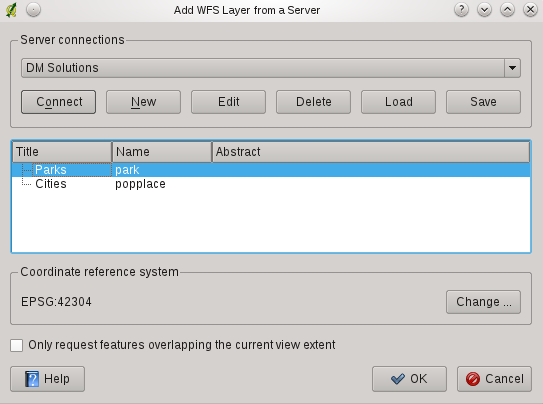 Add WFS Layer from a Server
Server connections
DM Solutions
Connect New Edit Delete Load Save
Title Name Abstract
Parks park
Cities popplace
Coordinate reference system
EPSG:42304 Change ...
Only request features overlapping the current view extent
Help OK Cancel